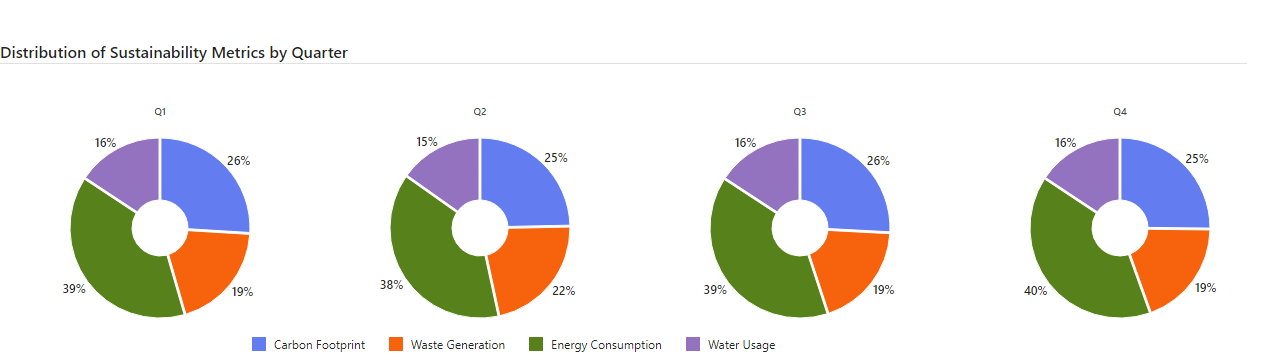 Distribution of Sustainability Metrics by Quarter
Q1
Q2
Q3
Q4
16%
26%
39%
19%
15%
25%
38%
22%
16%
26%
39%
19%
16%
25%
40%
19%
Carbon Footprint
Waste Generation
Energy Consumption
Water Usage